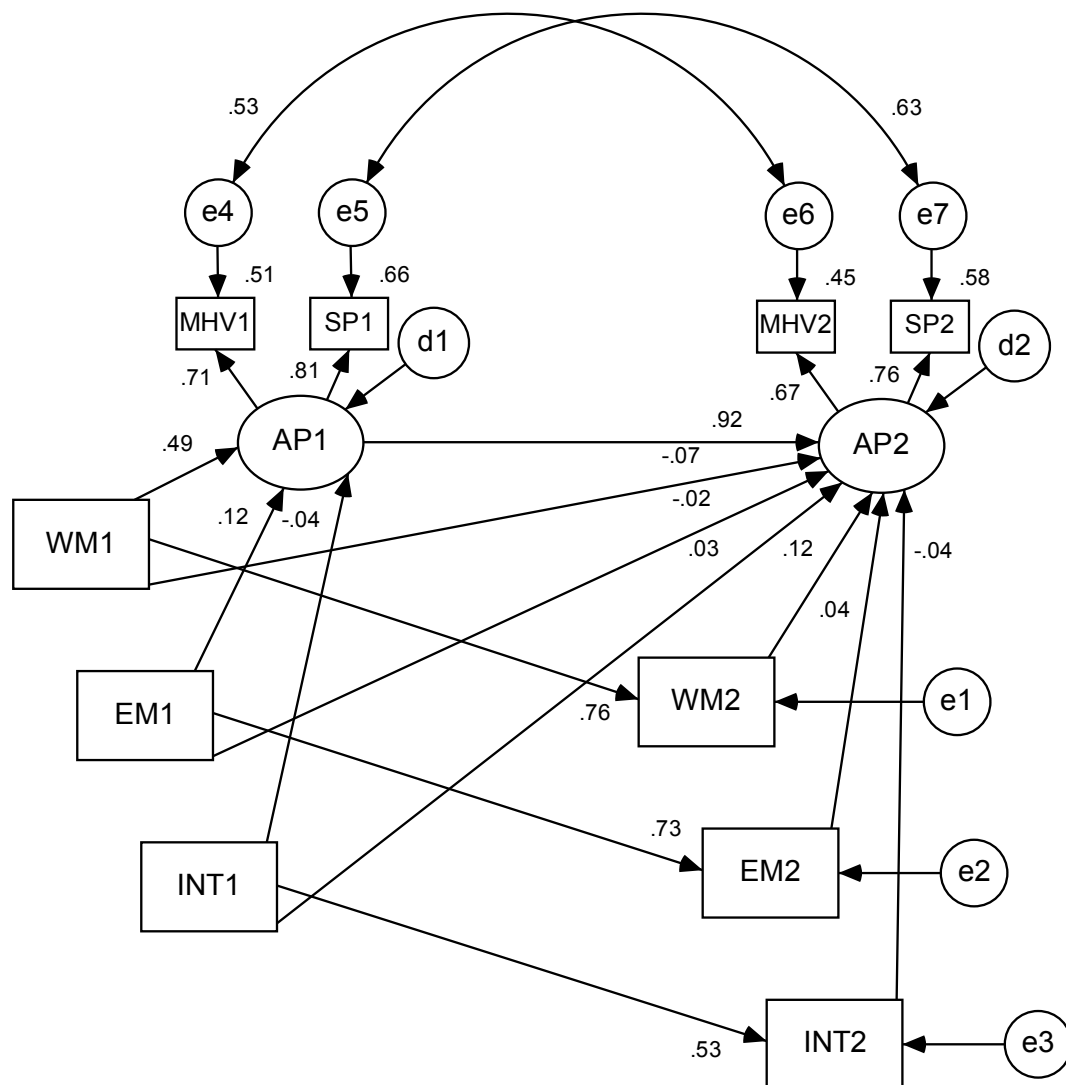 .53
.63
e4
e5
e6
e7
.51
.66
.45
.58
MHV1
SP1
MHV2
SP2
d1
d2
.71
.81
.67
.76
AP1
.92
AP2
.49
-.07
.12
-.04
-.02
WM1
.03
.12
-.04
.04
EM1
.76
WM2
e1
.73
INT1
EM2
e2
.53
INT2
e3